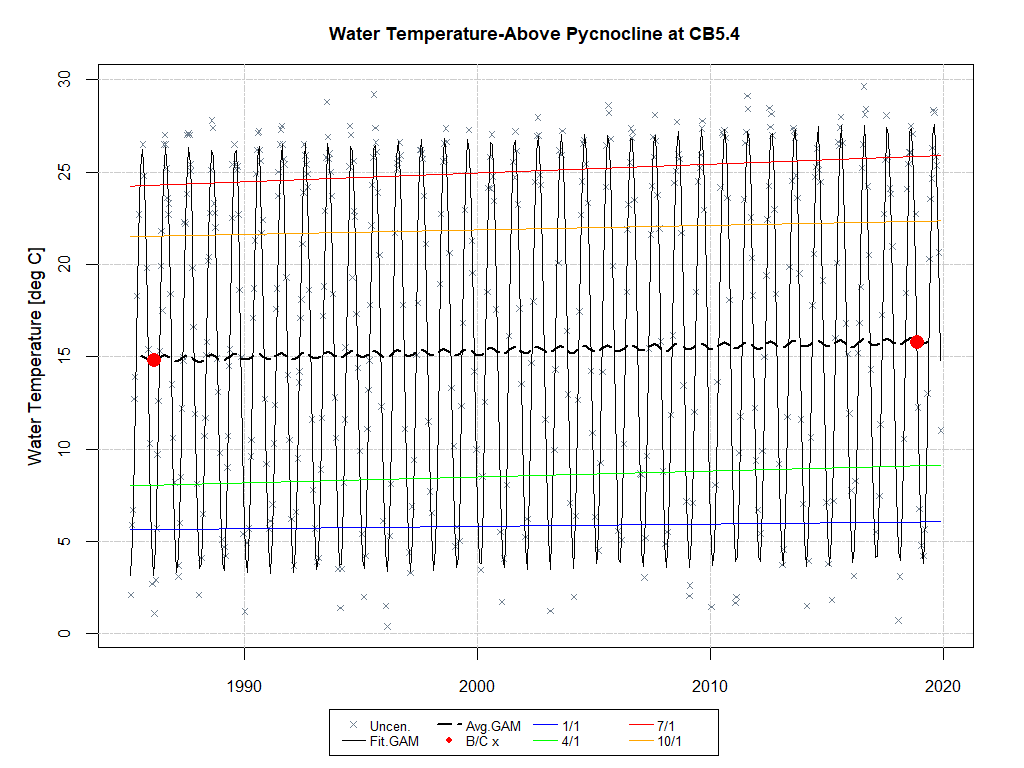 Water Temperature-Above Pycnocline at CB5.4
Water Temperature [deg C]
30
25
20
15
10
5
0
1990 2000 2010 2020
Uncen. Avg.GAM 1/1 7/1
Fit.GAM B/C x 4/1 10/1